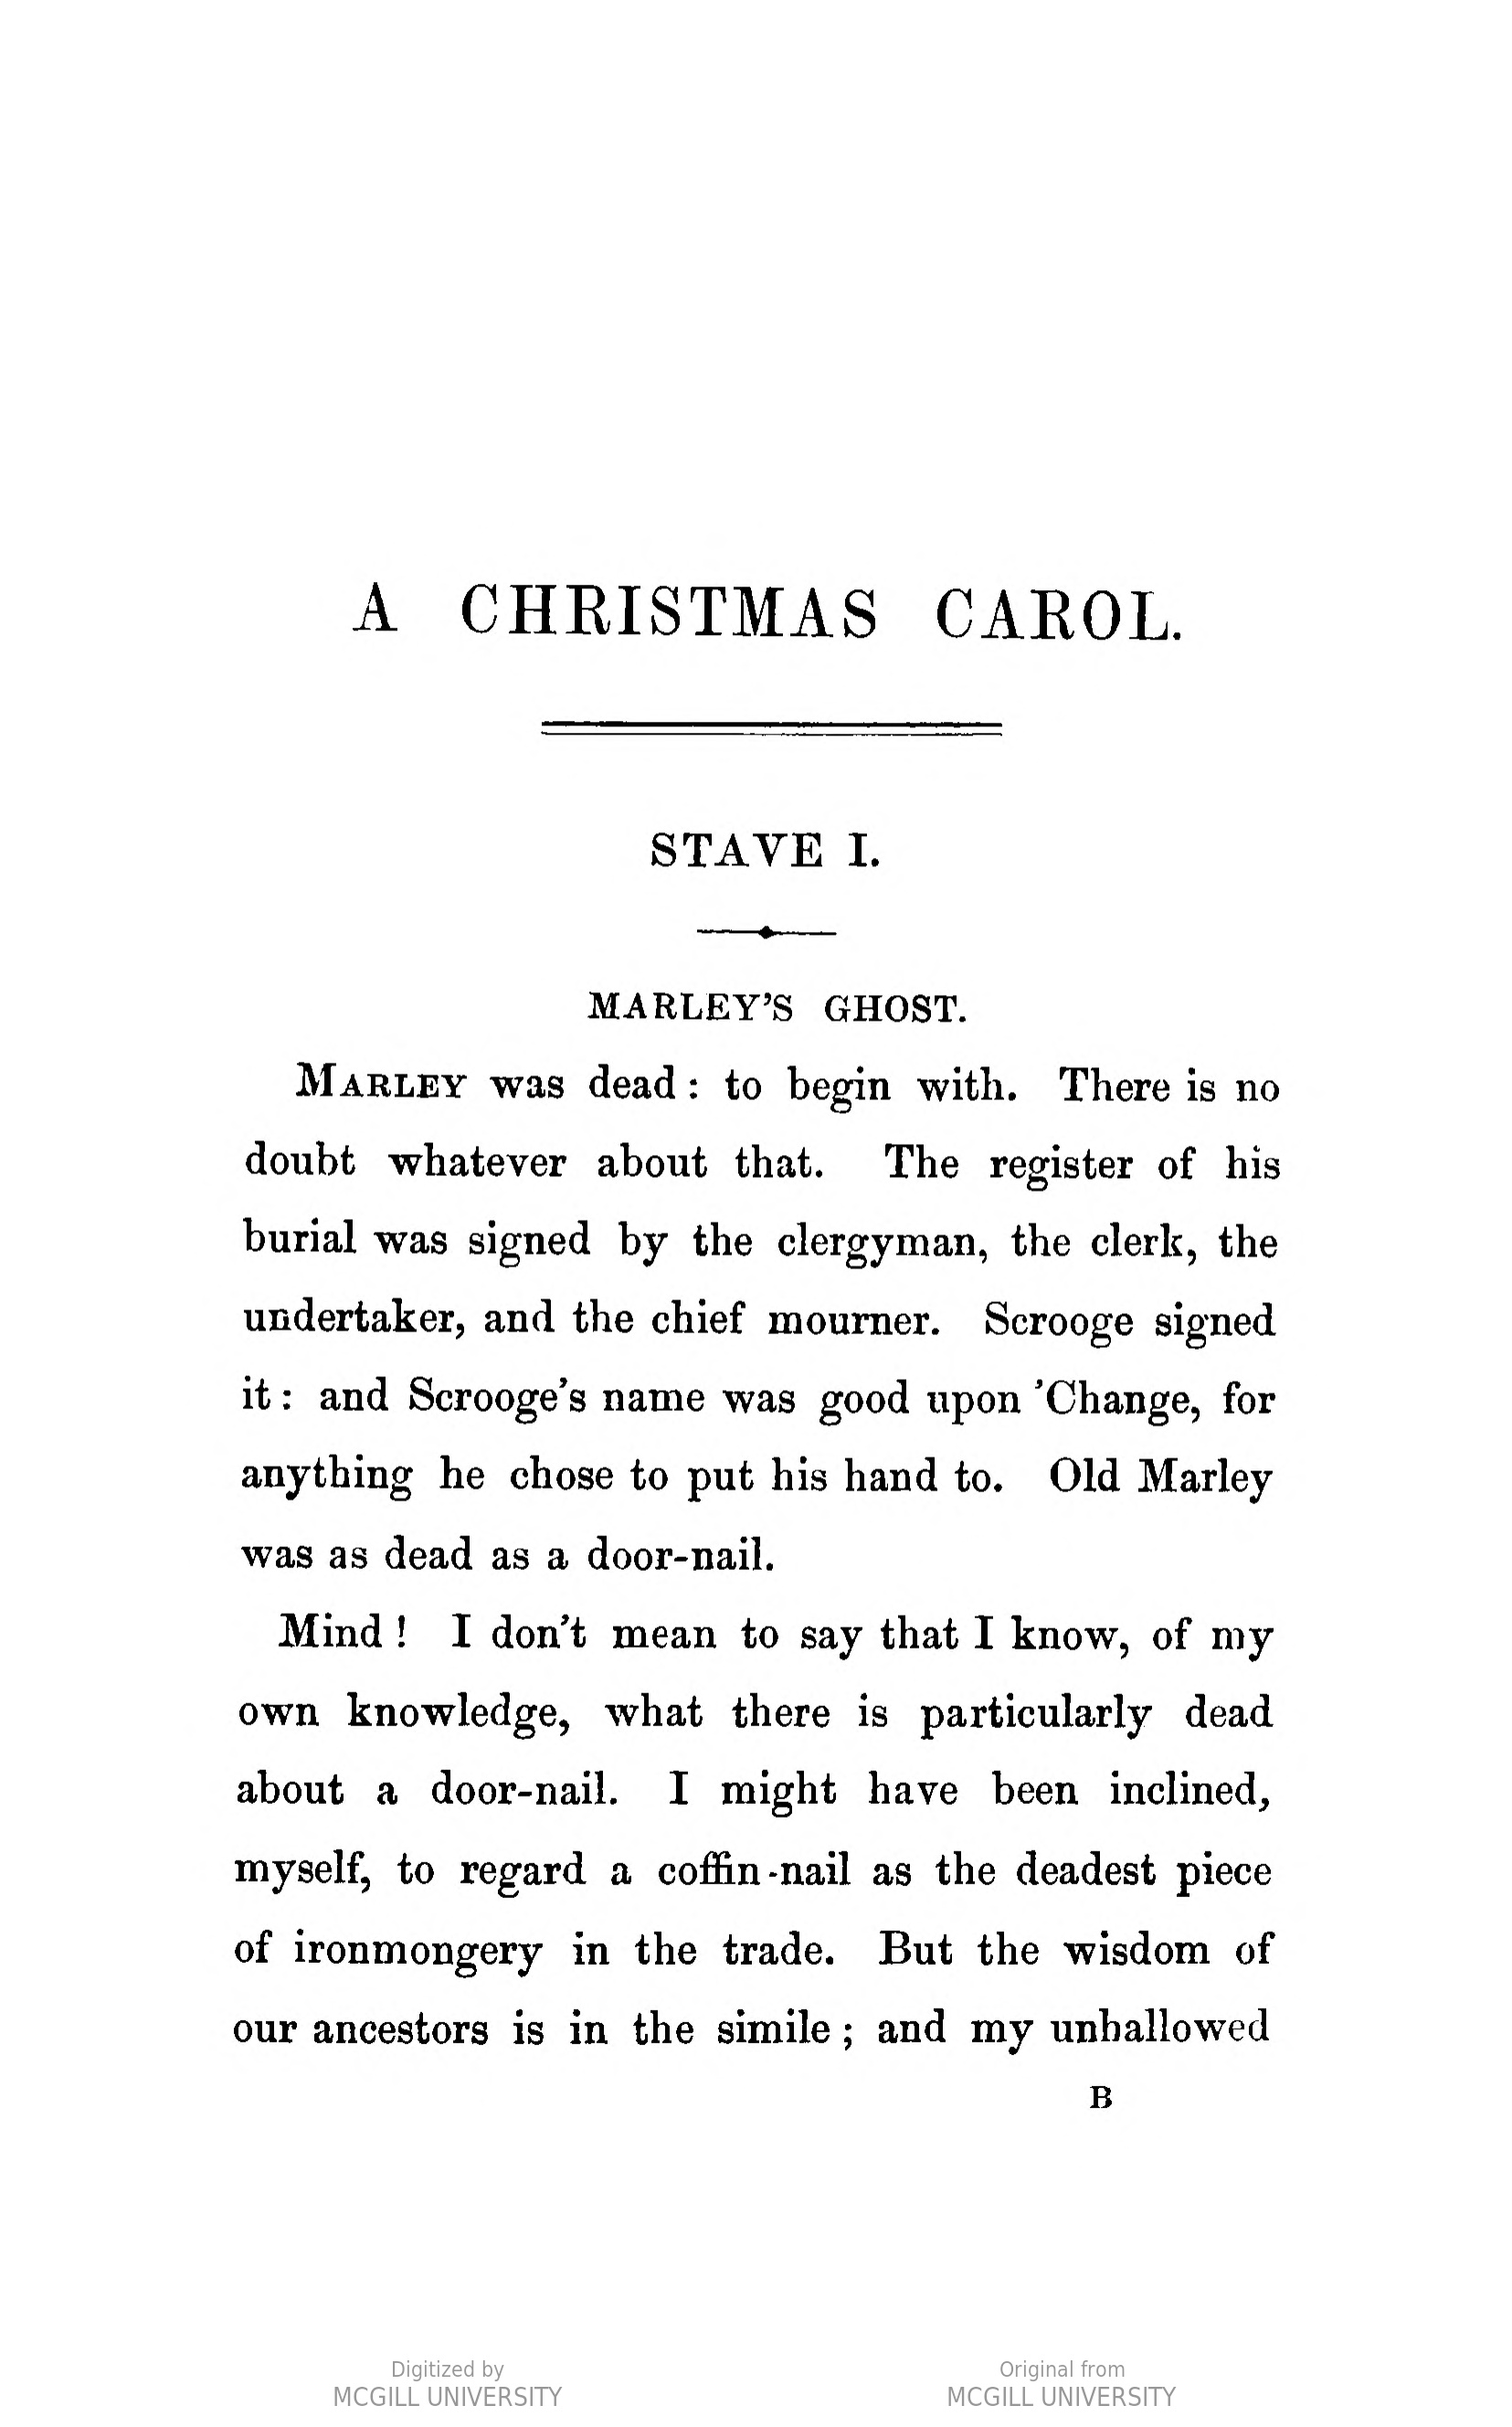 A CHRISTMAS CAROL.
STAVE I.
MARLEY'S GHOST.
MARLEY was dead: to begin with. There is no
doubt whatever about that. The register of his
burial was signed by the clergyman, the clerk, the
undertaker, and the chief mourner. Scrooge signed
it: and Scrooge's name was good upon 'Change, for
anything he chose to put his hand to. Old Marley
was as dead as a door-nail.
Mind! I don't mean to say that I know, of my
own knowledge, what there is particularly dead
about a door-nail. I might have been inclined,
myself, to regard a coffin-nail as the deadest piece
of ironmongery in the trade. But the wisdom of
our ancestors is in the simile; and my unhallowed
B
Digitized by
MCGILL UNIVERSITY
Original from
MCGILL UNIVERSITY